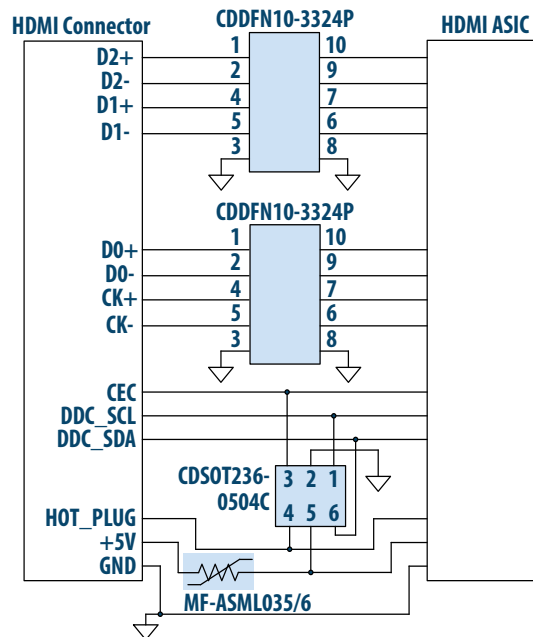 CDDFN10-3324P
HDMI Connector
HDMI ASIC
D2+ 1 10
D2- 2 9
D1+ 4 7
D1- 5 6
3 8
CDDFN10-3324P
D0+ 1 10
D0- 2 9
CK+ 4 7
CK- 5 6
3 8
CEC
DDC_SCL
DDC_SDA
CDSOT236-
0504C
3 2 1
4 5 6
HOT_PLUG
+5V
GND
MF-ASML035/6